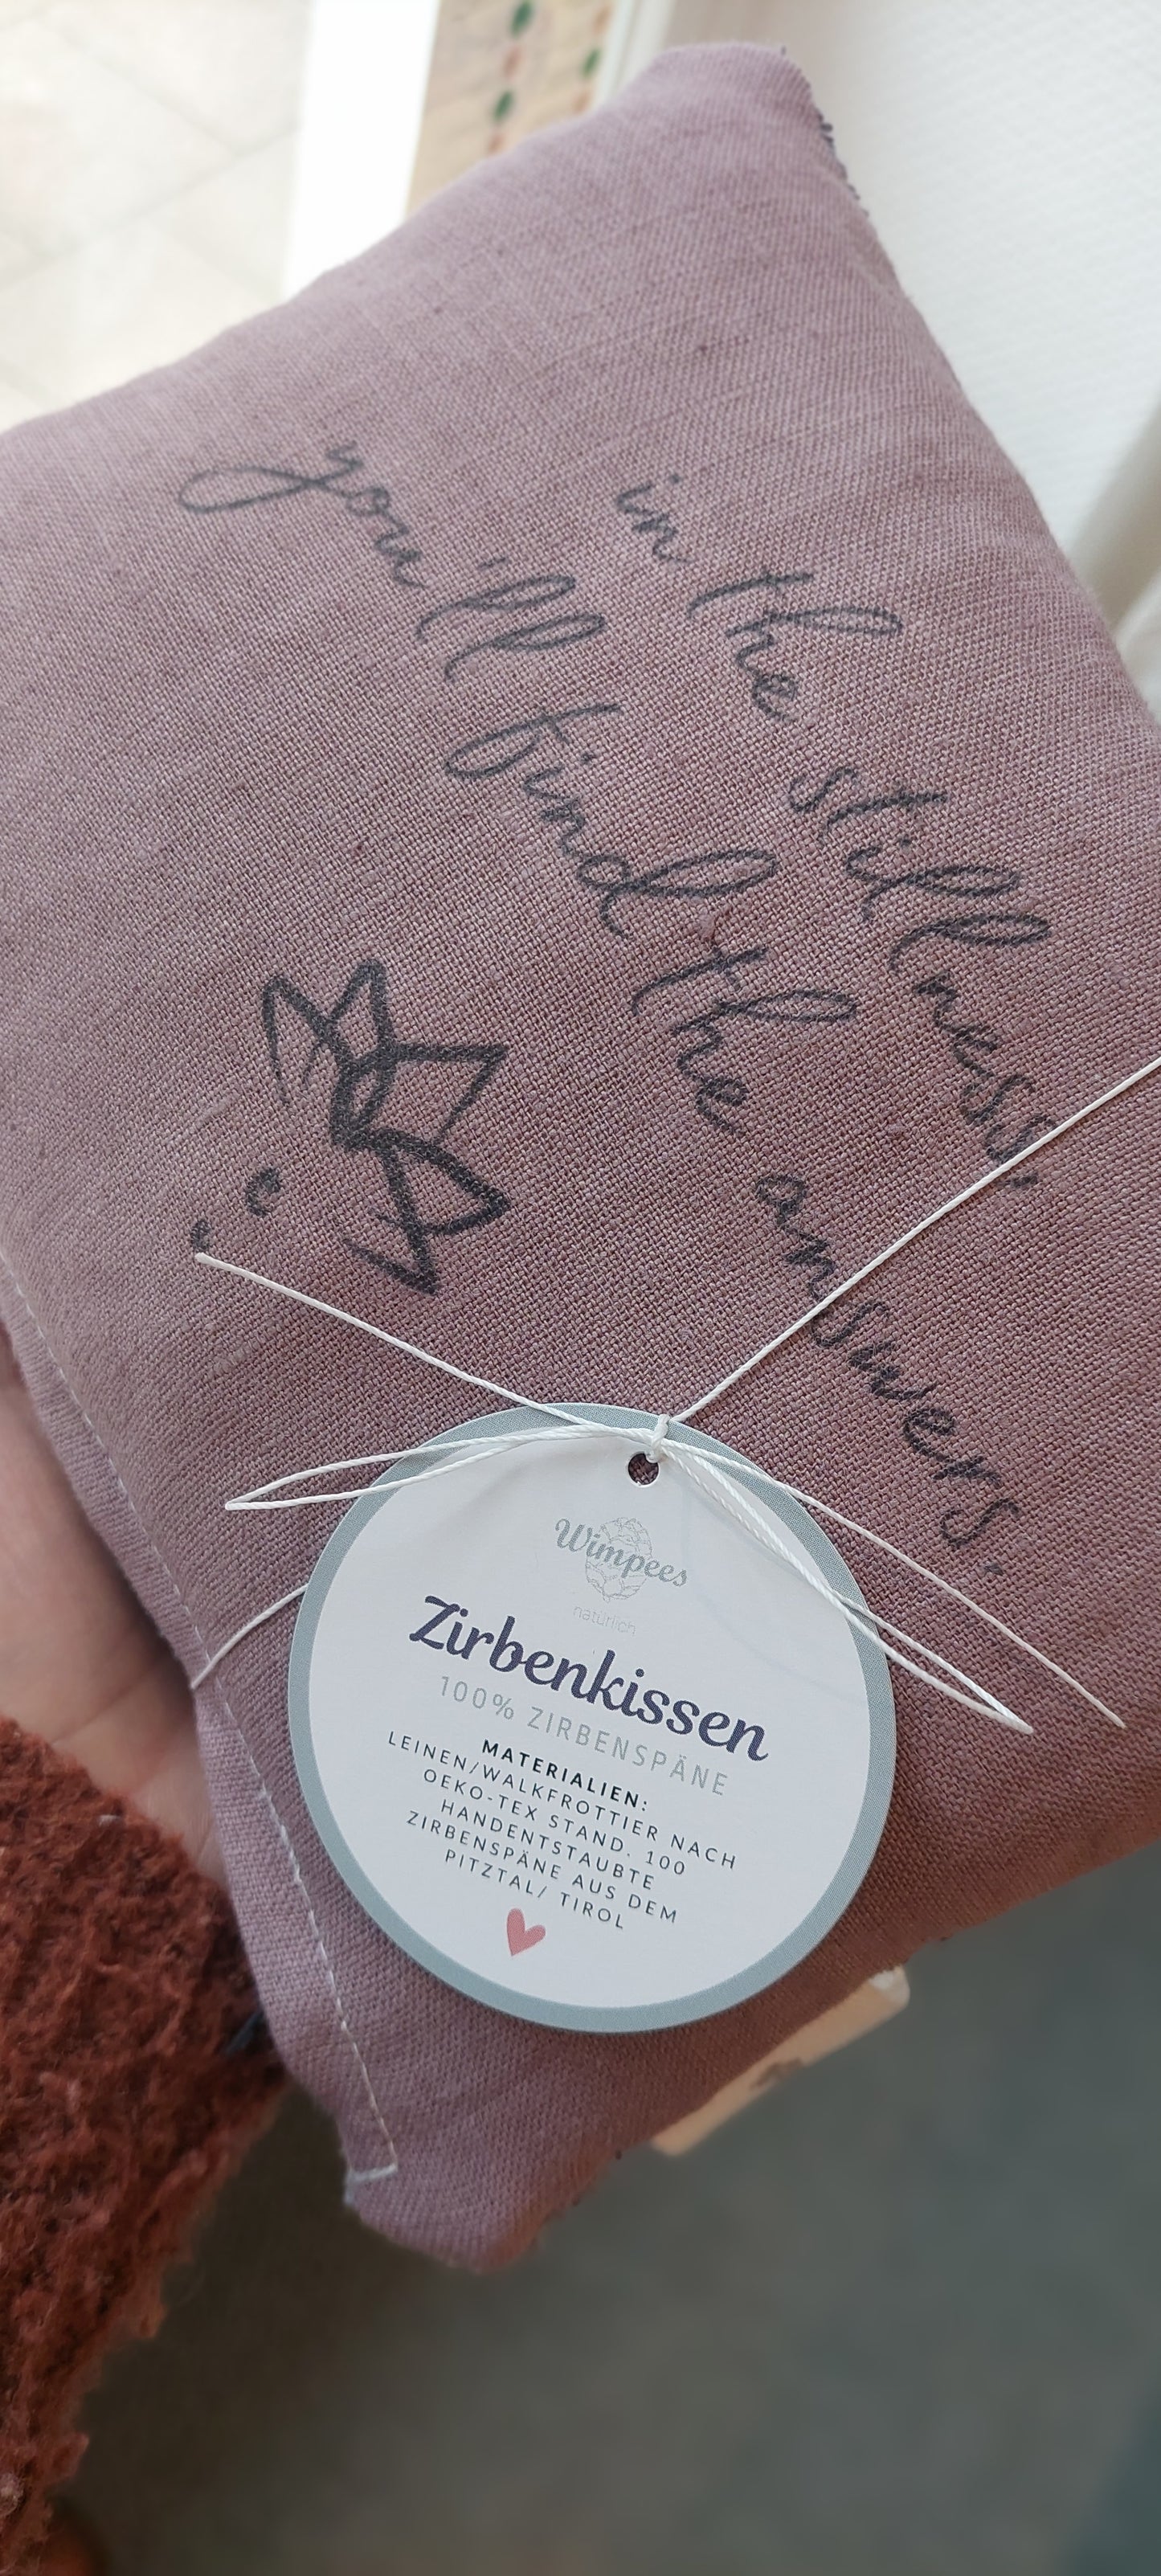 in the stillness
you'll find the answers.
Wimpees
natürlich
Zirbenkissen
100% ZIRBENSPÄNE
MATERIALIEN:
LEINEN/WALKFROTTIER NACH
OEKO-TEX STAND. 100
HANDENTSTAUBTE
ZIRBENSPÄNE AUS DEM
PITZTAL/ TIROL